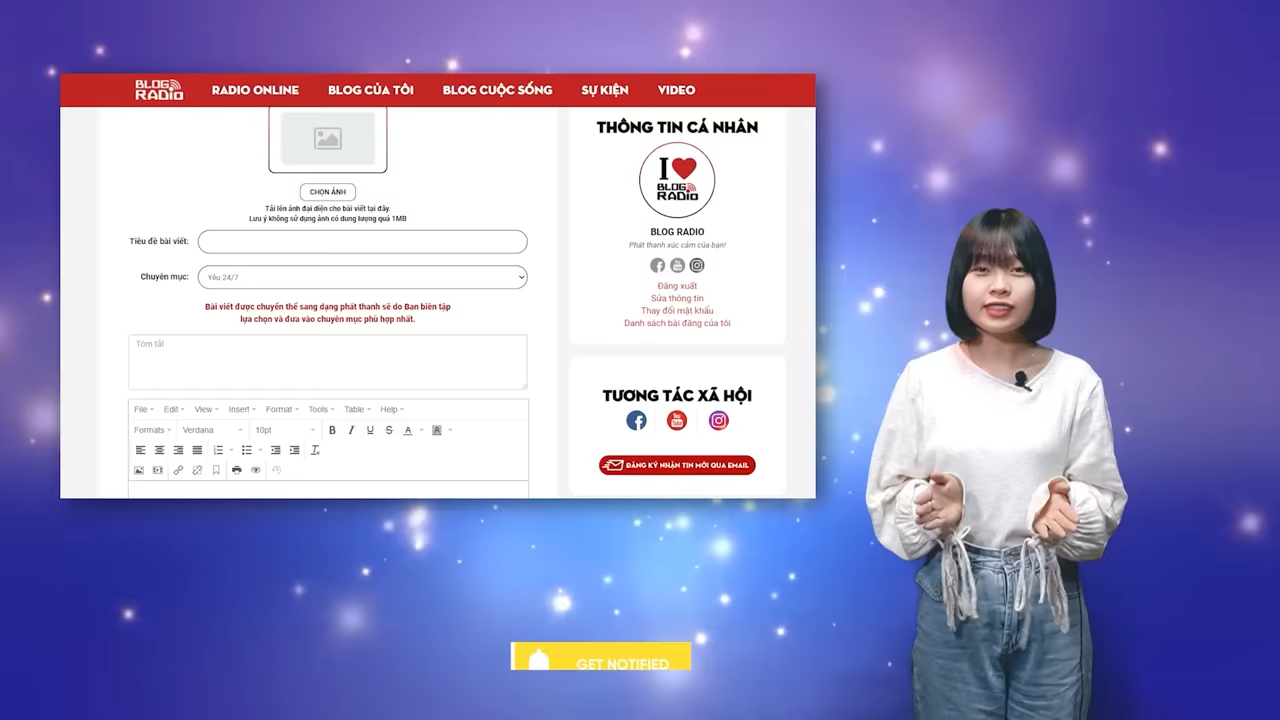 BLOG RADIO
RADIO ONLINE
BLOG CỦA TÔI
BLOG CUỘC SỐNG
SỰ KIỆN
VIDEO
CHỌN ẢNH
Tải lên ảnh đại diện cho bài viết tại đây.
Lưu ý không sử dụng ảnh có dung lượng quá 1MB
Tiêu đề bài viết:
Chuyên mục:
Yêu 24/7
Bài viết được chuyển thể sang dạng phát thanh sẽ do Ban biên tập
lựa chọn và đưa vào chuyên mục phù hợp nhất.
Tóm tắt
File Edit View Insert Format Tools Table Help
Formats Verdana 10pt B I U S A A
THÔNG TIN CÁ NHÂN
I
BLOG
RADIO
BLOG RADIO
Phát thanh xúc cảm của bạn!
Đăng xuất
Sửa thông tin
Thay đổi mật khẩu
Danh sách bài đăng của tôi
TƯƠNG TÁC XÃ HỘI
ĐĂNG KÝ NHẬN TIN MỚI QUA EMAIL
GET NOTIFIED